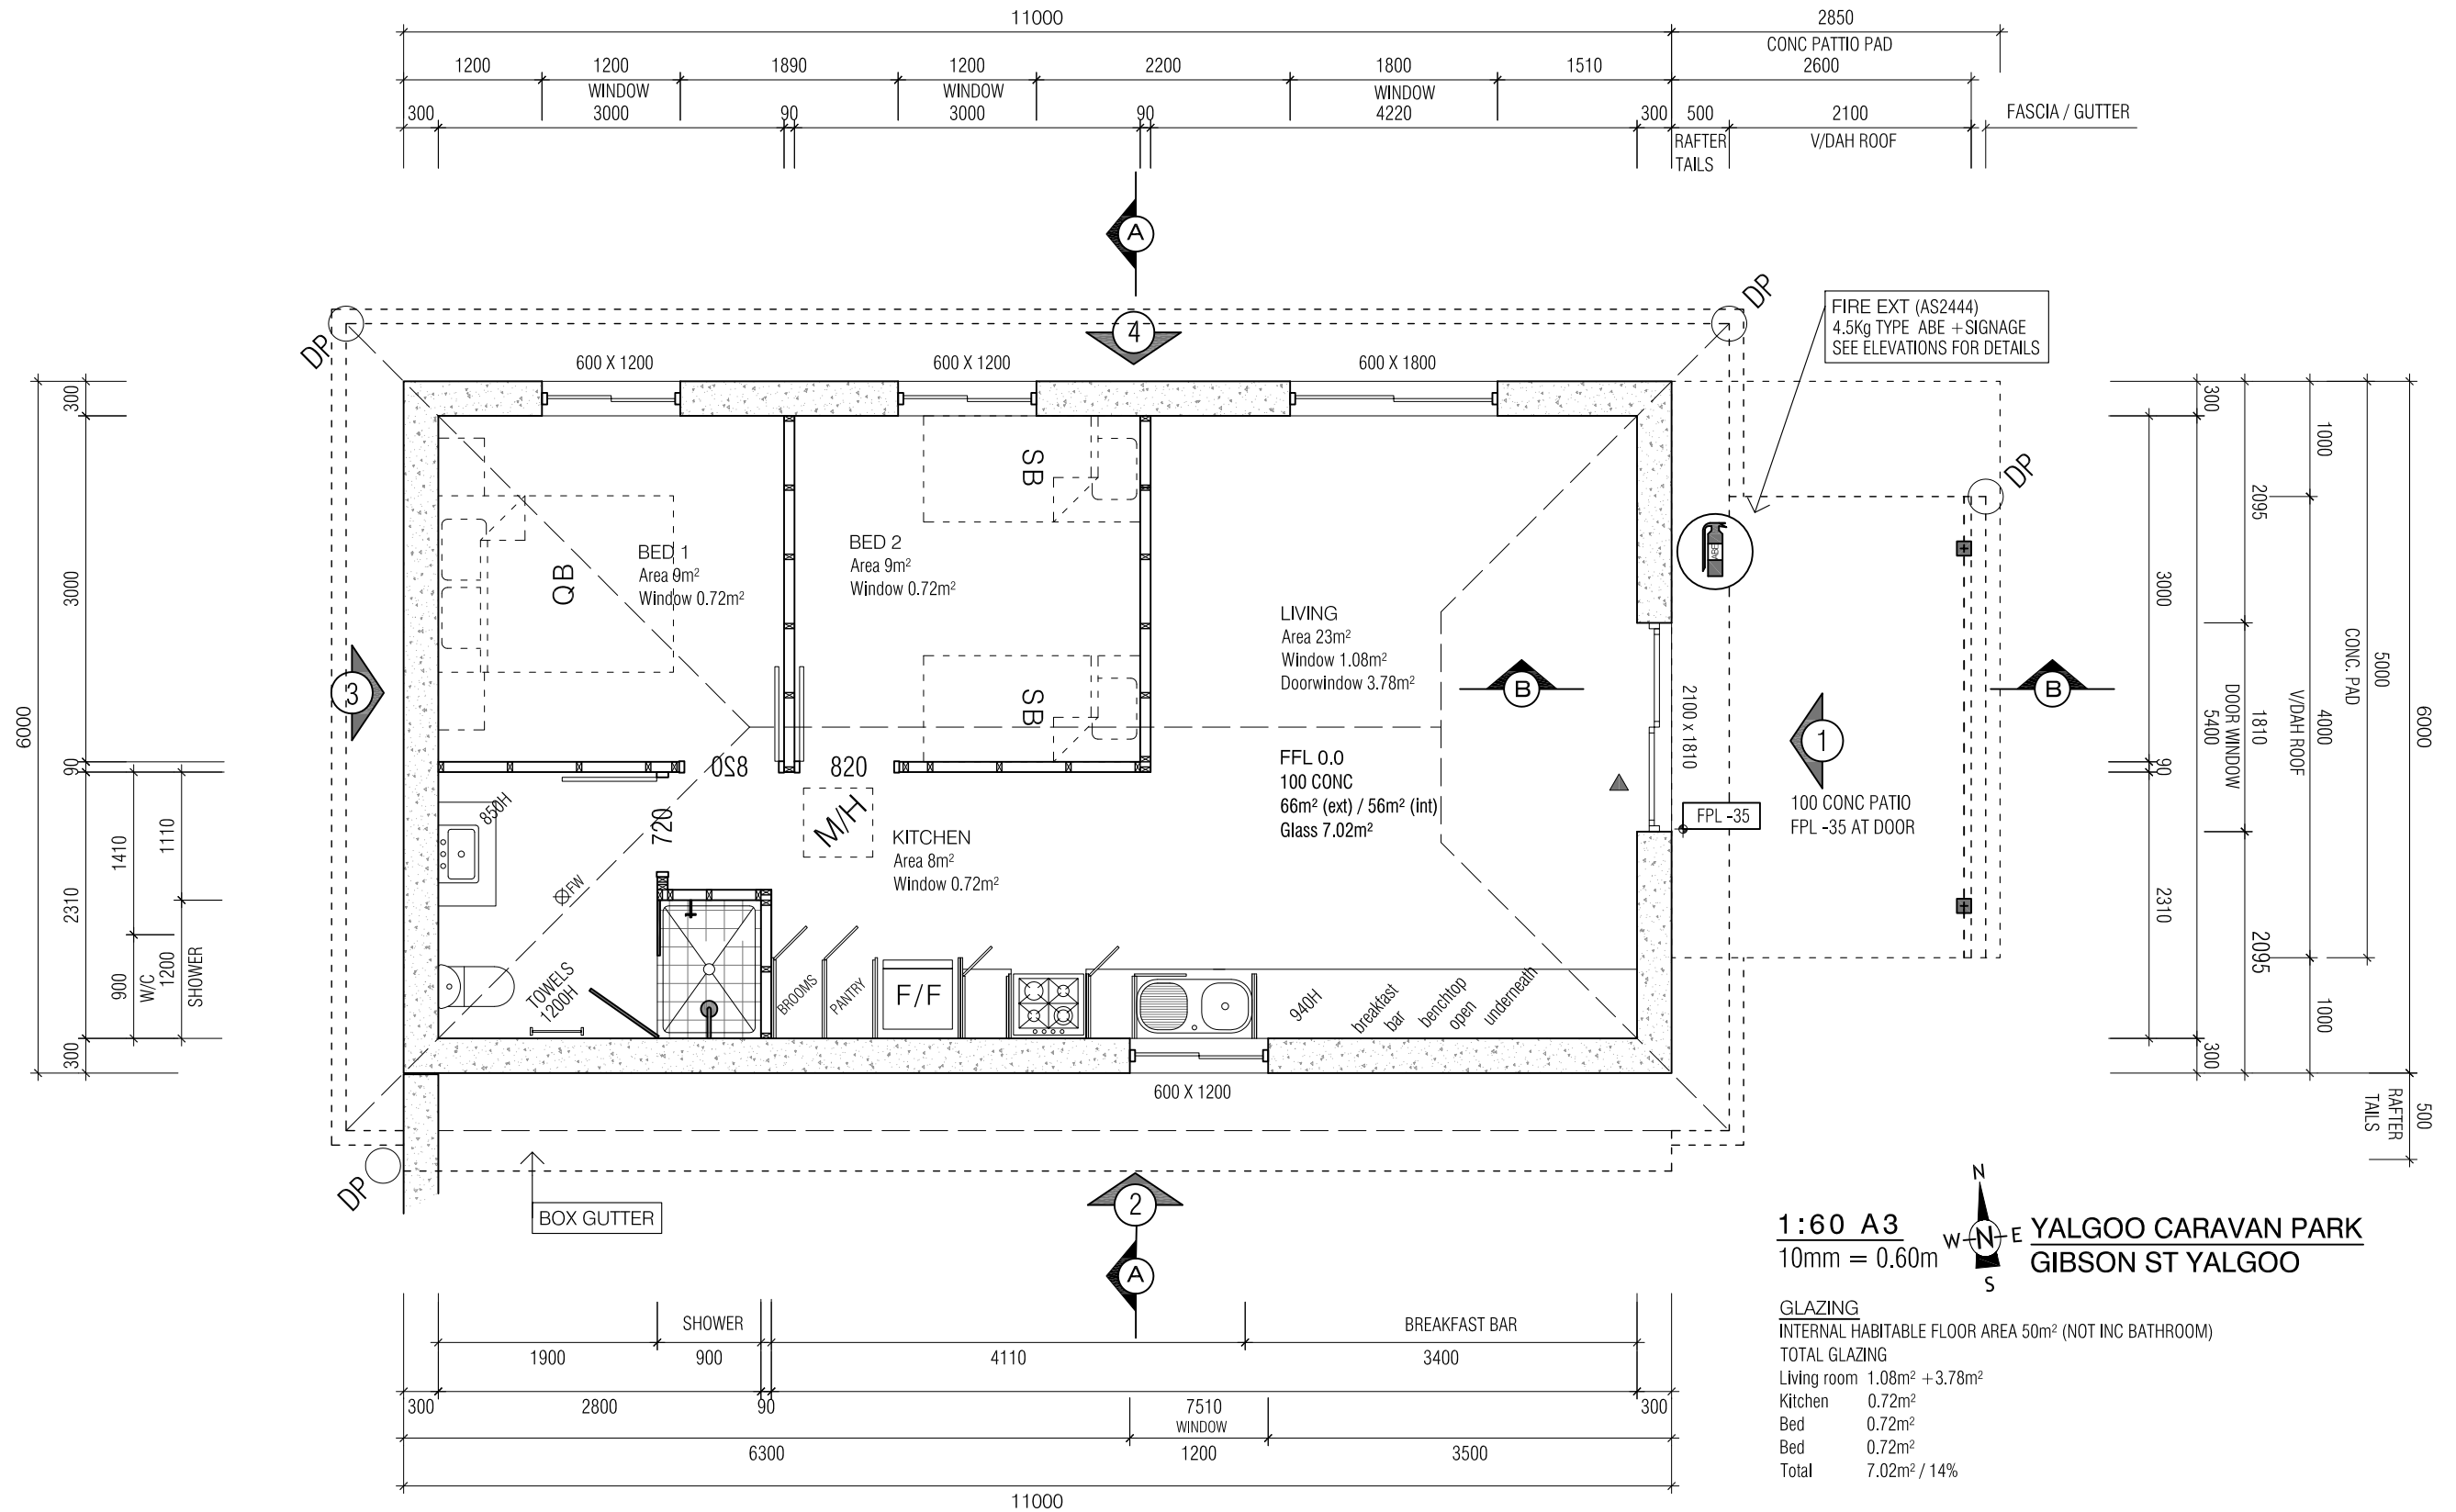 11000
2850
CONC PATTIO PAD
1200
1200
1890
1200
2200
1800
1510
2600
WINDOW
WINDOW
WINDOW
300
3000
90
3000
90
4220
300
500
2100
FASCIA / GUTTER
RAFTER
TAILS
V/DAH ROOF
A
DP
4
DP
FIRE EXT (AS2444)
4.5Kg TYPE ABE + SIGNAGE
SEE ELEVATIONS FOR DETAILS
600 X 1200
600 X 1200
600 X 1800
DP
6000
300
3000
90
2310
300
1410
900
W/C
1110
1200
SHOWER
3
QB
BED 1
Area 9m²
Window 0.72m²
BED 2
Area 9m²
Window 0.72m²
SB
SB
LIVING
Area 23m²
Window 1.08m²
Doorwindow 3.78m²
B
ABE
2100 x 1810
1
B
FFL 0.0
100 CONC
66m² (ext) / 56m² (int)
Glass 7.02m²
820
820
720
M/H
850H
FW
KITCHEN
Area 8m²
Window 0.72m²
FPL -35
100 CONC PATIO
FPL -35 AT DOOR
TOWELS
1200H
BROOMS
PANTRY
F/F
940H
breakfast
bar
benchtop
open
underneath
3000
90
2310
300
5400
300
2095
1810
DOOR WINDOW
2095
1000
4000
V/DAH ROOF
1000
5000
CONC. PAD
6000
500
RAFTER
TAILS
600 X 1200
DP
BOX GUTTER
2
A
1:60 A3
10mm = 0.60m
N
W
N
E
S
YALGOO CARAVAN PARK
GIBSON ST YALGOO
SHOWER
BREAKFAST BAR
1900
900
4110
3400
300
2800
90
7510
300
WINDOW
6300
1200
3500
11000
GLAZING
INTERNAL HABITABLE FLOOR AREA 50m² (NOT INC BATHROOM)
TOTAL GLAZING
Living room 1.08m² +3.78m²
Kitchen 0.72m²
Bed 0.72m²
Bed 0.72m²
Total 7.02m² / 14%